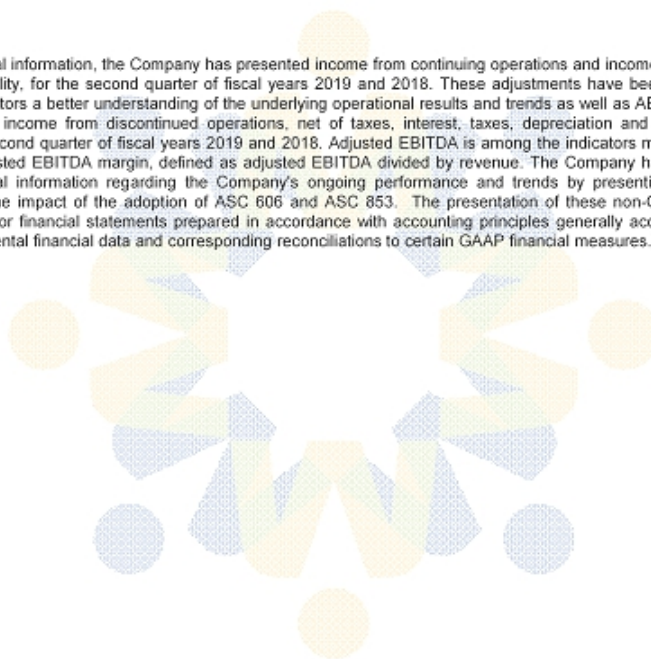 al information, the Company has presented income from continuing operations and income
lity, for the second quarter of fiscal years 2019 and 2018. These adjustments have bee
tors a better understanding of the underlying operational results and trends as well as AB
income from discontinued operations, net of taxes, interest, taxes, depreciation and
cond quarter of fiscal years 2019 and 2018. Adjusted EBITDA is among the indicators m
sted EBITDA margin, defined as adjusted EBITDA divided by revenue. The Company h
al information regarding the Company's ongoing performance and trends by presenti
e impact of the adoption of ASC 606 and ASC 853. The presentation of these non-G
or financial statements prepared in accordance with accounting principles generally acc
ental financial data and corresponding reconciliations to certain GAAP financial measures.